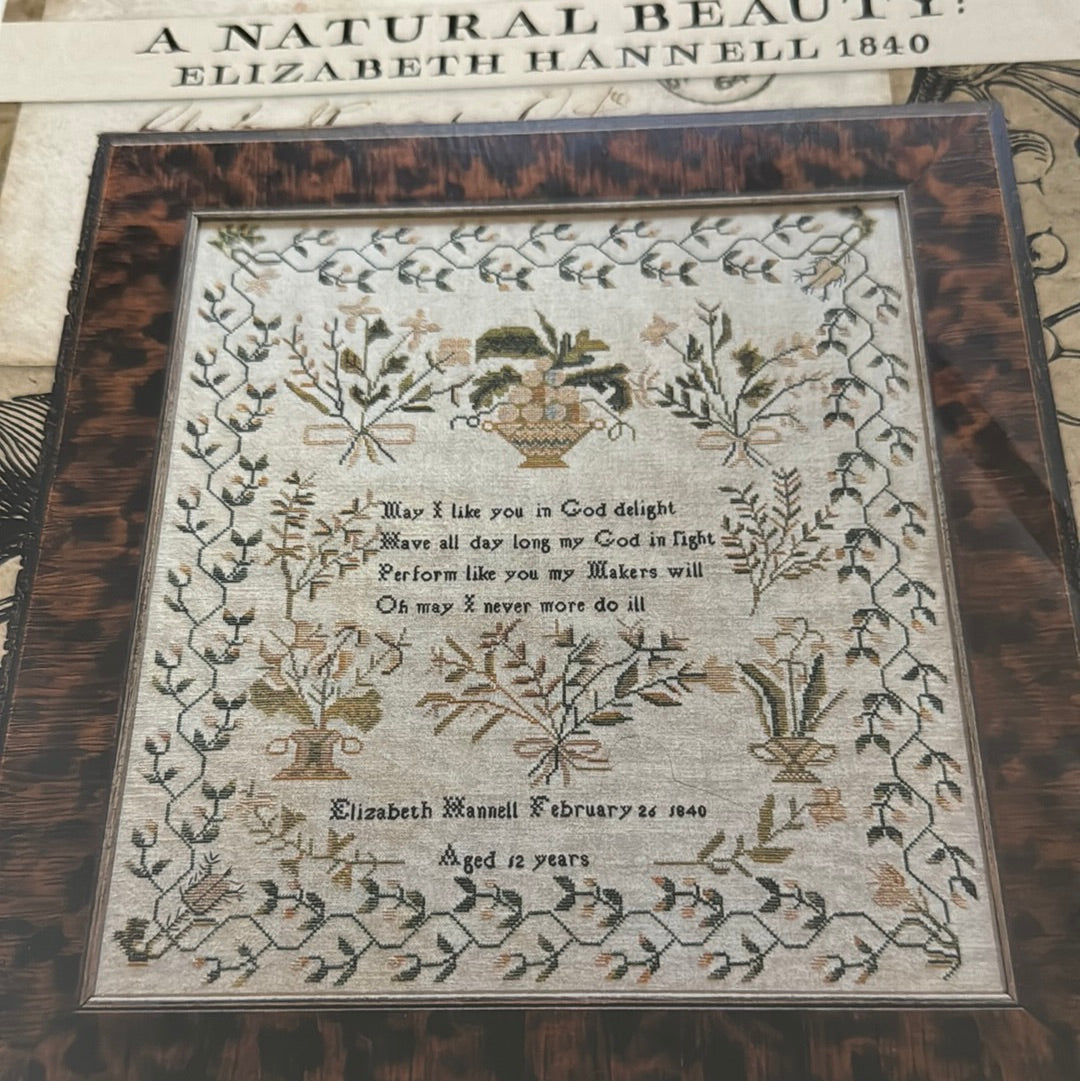 A NATURAL BEAUTY:
ELIZABETH HANNELL 1840
May I like you in God delight
Have all day long my God in ſight
Perform like you my Makers will
Oh may I never more do ill
Elizabeth Hannell February 26 1840
Aged 12 years